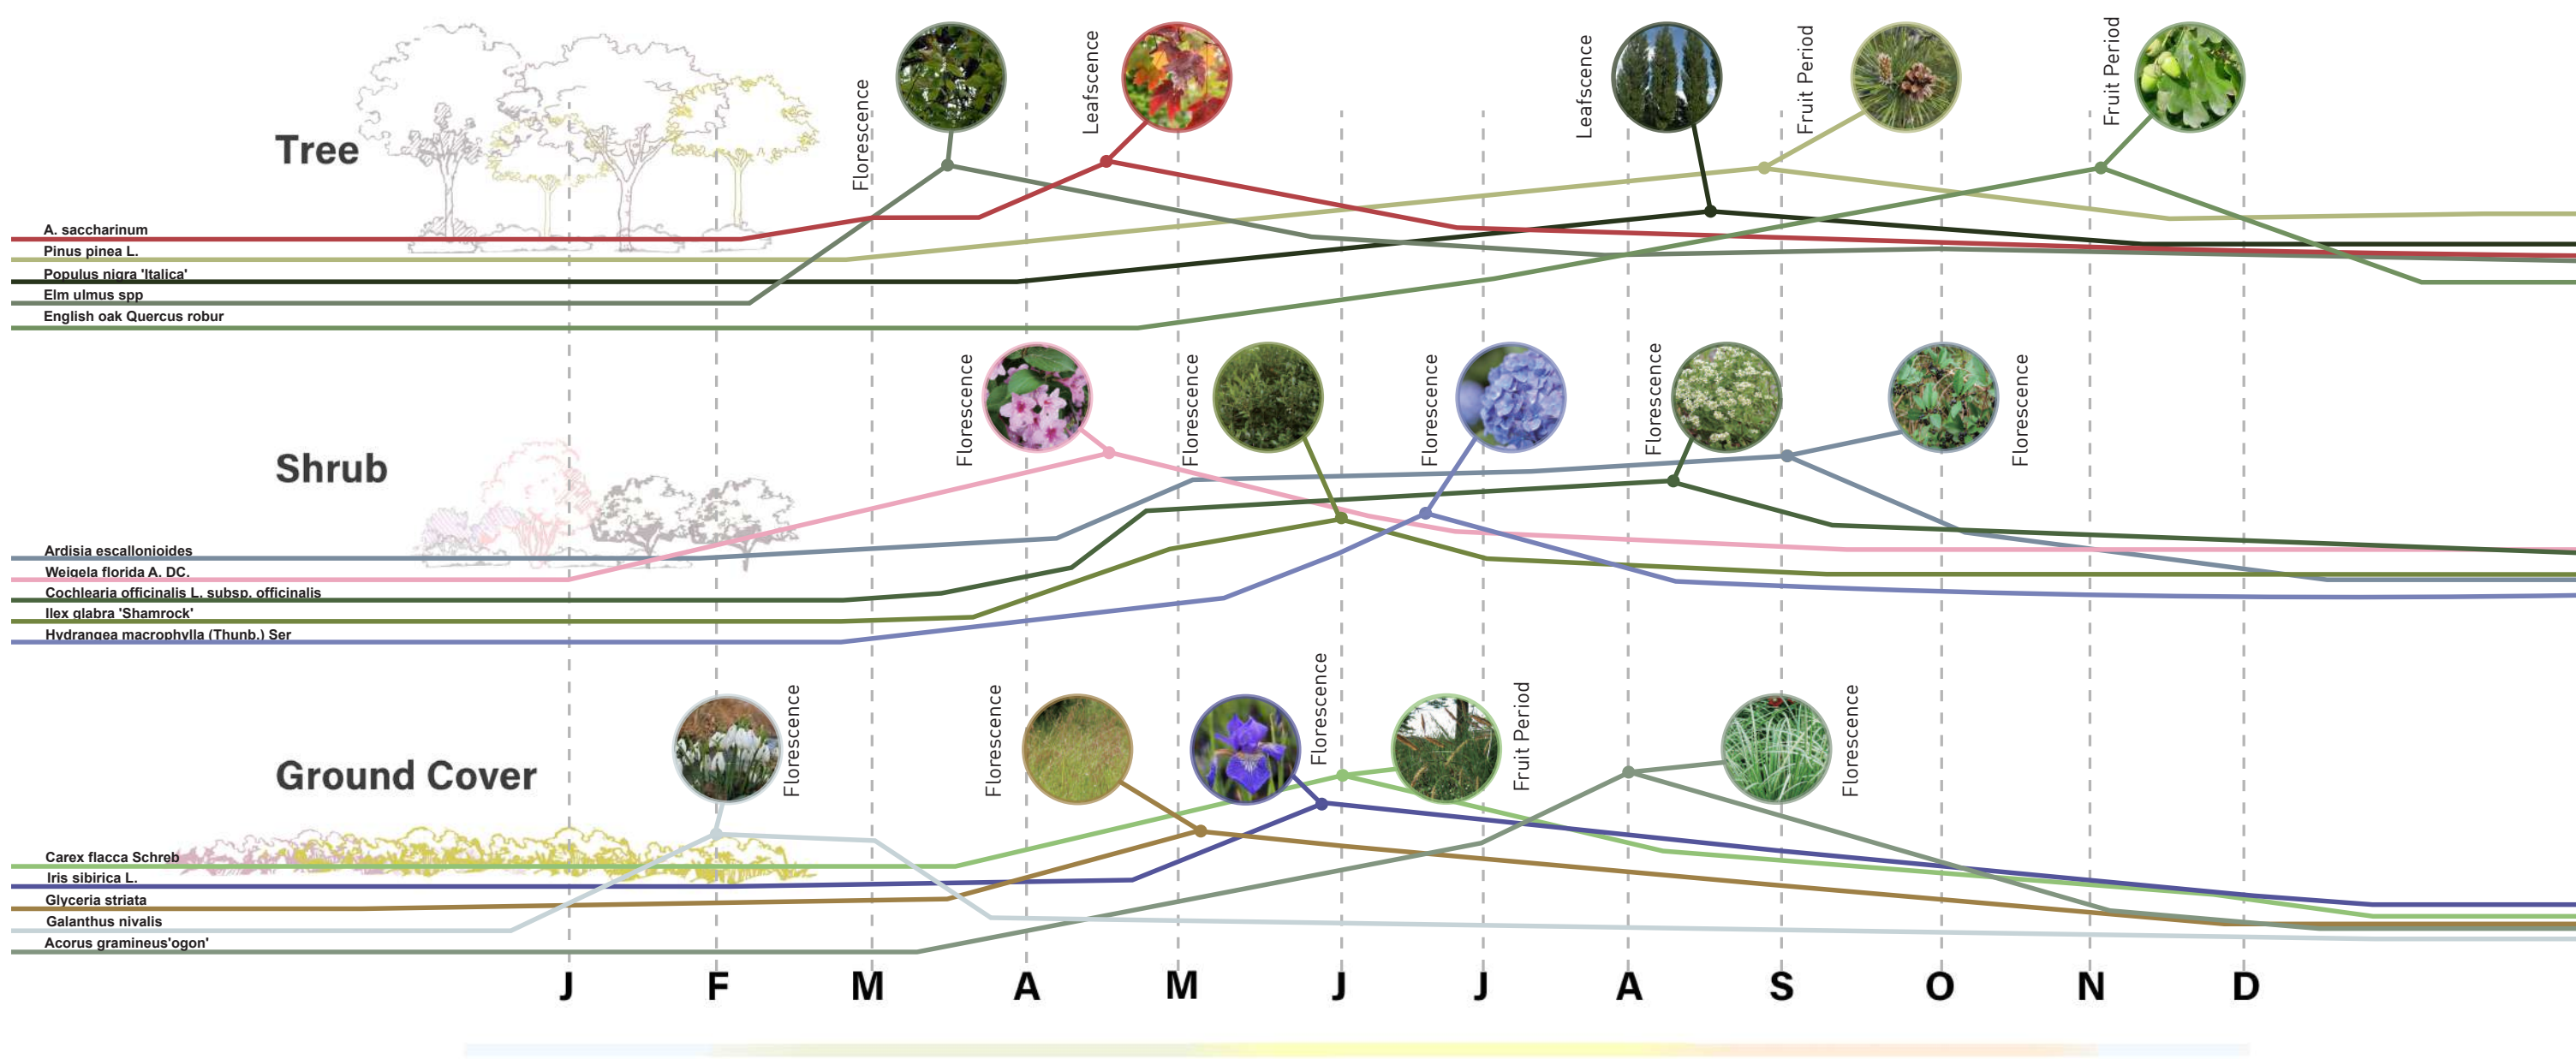 Tree
Florescence
Leafscence
Leafscence
Fruit Period
Fruit Period
A. saccharinum
Pinus pinea L.
Populus nigra 'Italica'
Elm ulmus spp
English oak Quercus robur
Shrub
Florescence
Florescence
Florescence
Florescence
Florescence
Ardisia escallonioides
Weigela florida A. DC.
Cochlearia officinalis L. subsp. officinalis
Ilex glabra 'Shamrock'
Hydrangea macrophylla (Thunb.) Ser
Ground Cover
Florescence
Florescence
Florescence
Fruit Period
Florescence
Carex flacca Schreb
Iris sibirica L.
Glyceria striata
Galanthus nivalis
Acorus gramineus'ogon'
J F M A M J J A S O N D